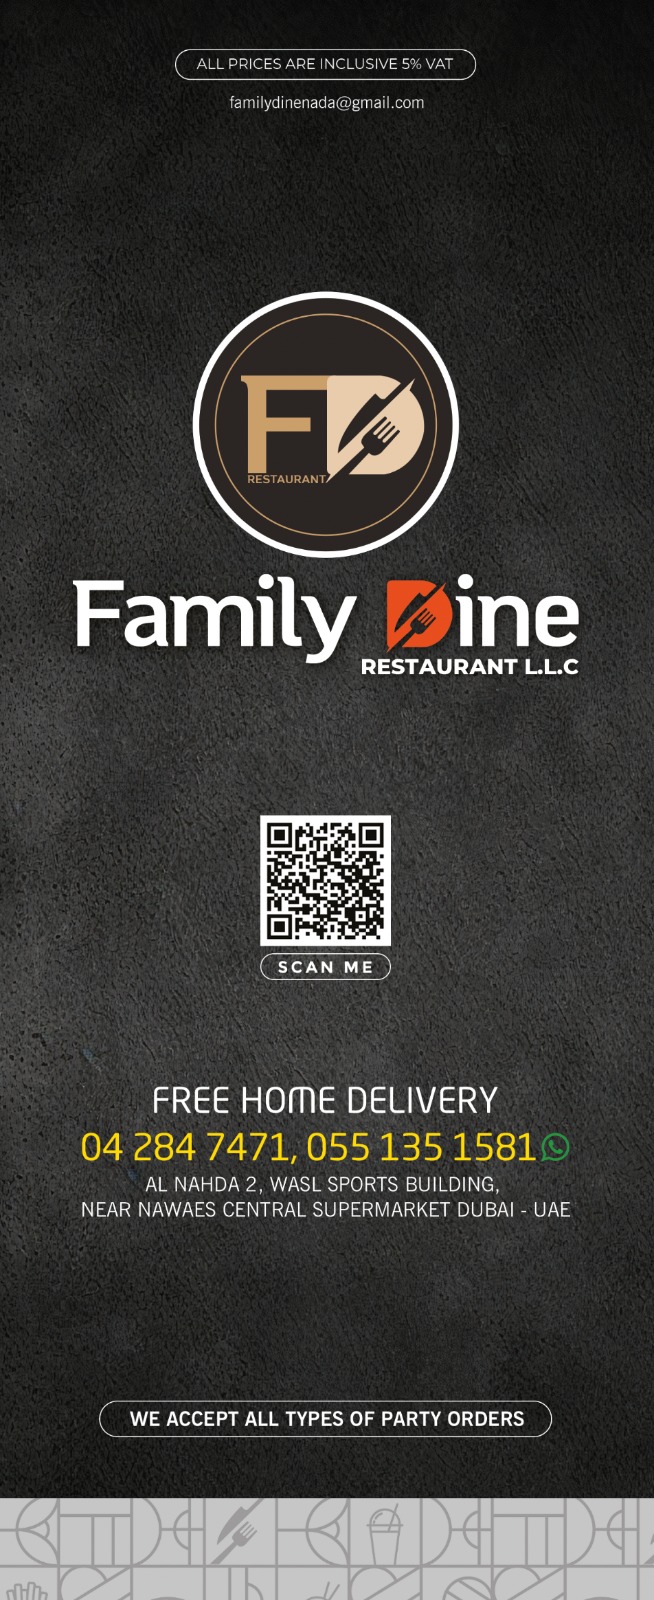 ALL PRICES ARE INCLUSIVE 5% VAT
familydinenada@gmail.com
FD
RESTAURANT
Family Dine
RESTAURANT L.L.C
SCAN ME
FREE HOME DELIVERY
04 284 7471, 055 135 1581
AL NAHDA 2, WASL SPORTS BUILDING,
NEAR NAWAES CENTRAL SUPERMARKET DUBAI - UAE
WE ACCEPT ALL TYPES OF PARTY ORDERS